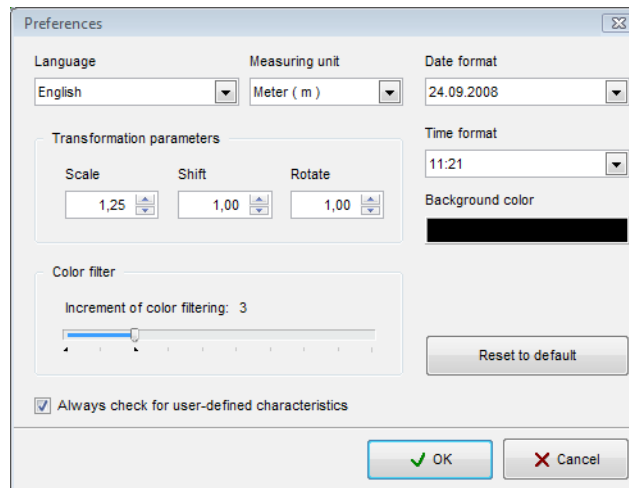 Preferences
Language
Measuring unit
Date format
English
Meter ( m )
24.09.2008
Transformation parameters
Time format
11:21
Scale
Shift
Rotate
1,25
1,00
1,00
Background color
Color filter
Increment of color filtering: 3
Reset to default
Always check for user-defined characteristics
OK
Cancel